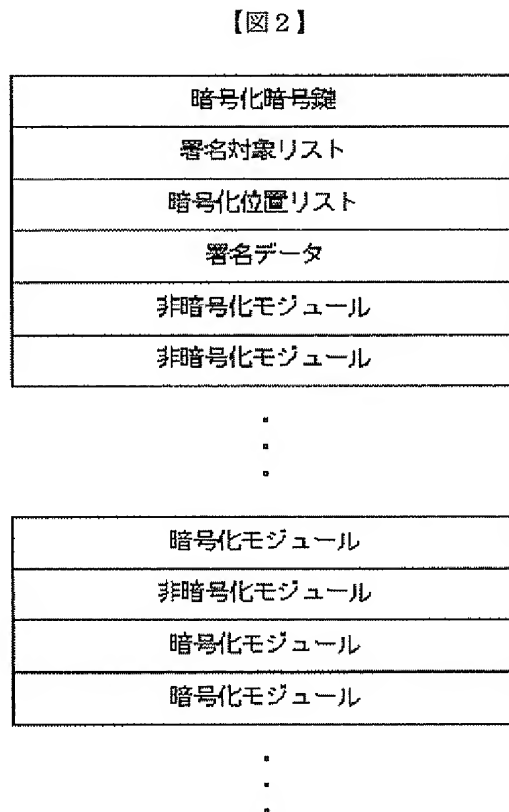 【図２】
暗号化暗号鍵
署名対象リスト
暗号化位置リスト
署名データ
非暗号化モジュール
非暗号化モジュール
暗号化モジュール
非暗号化モジュール
暗号化モジュール
暗号化モジュール